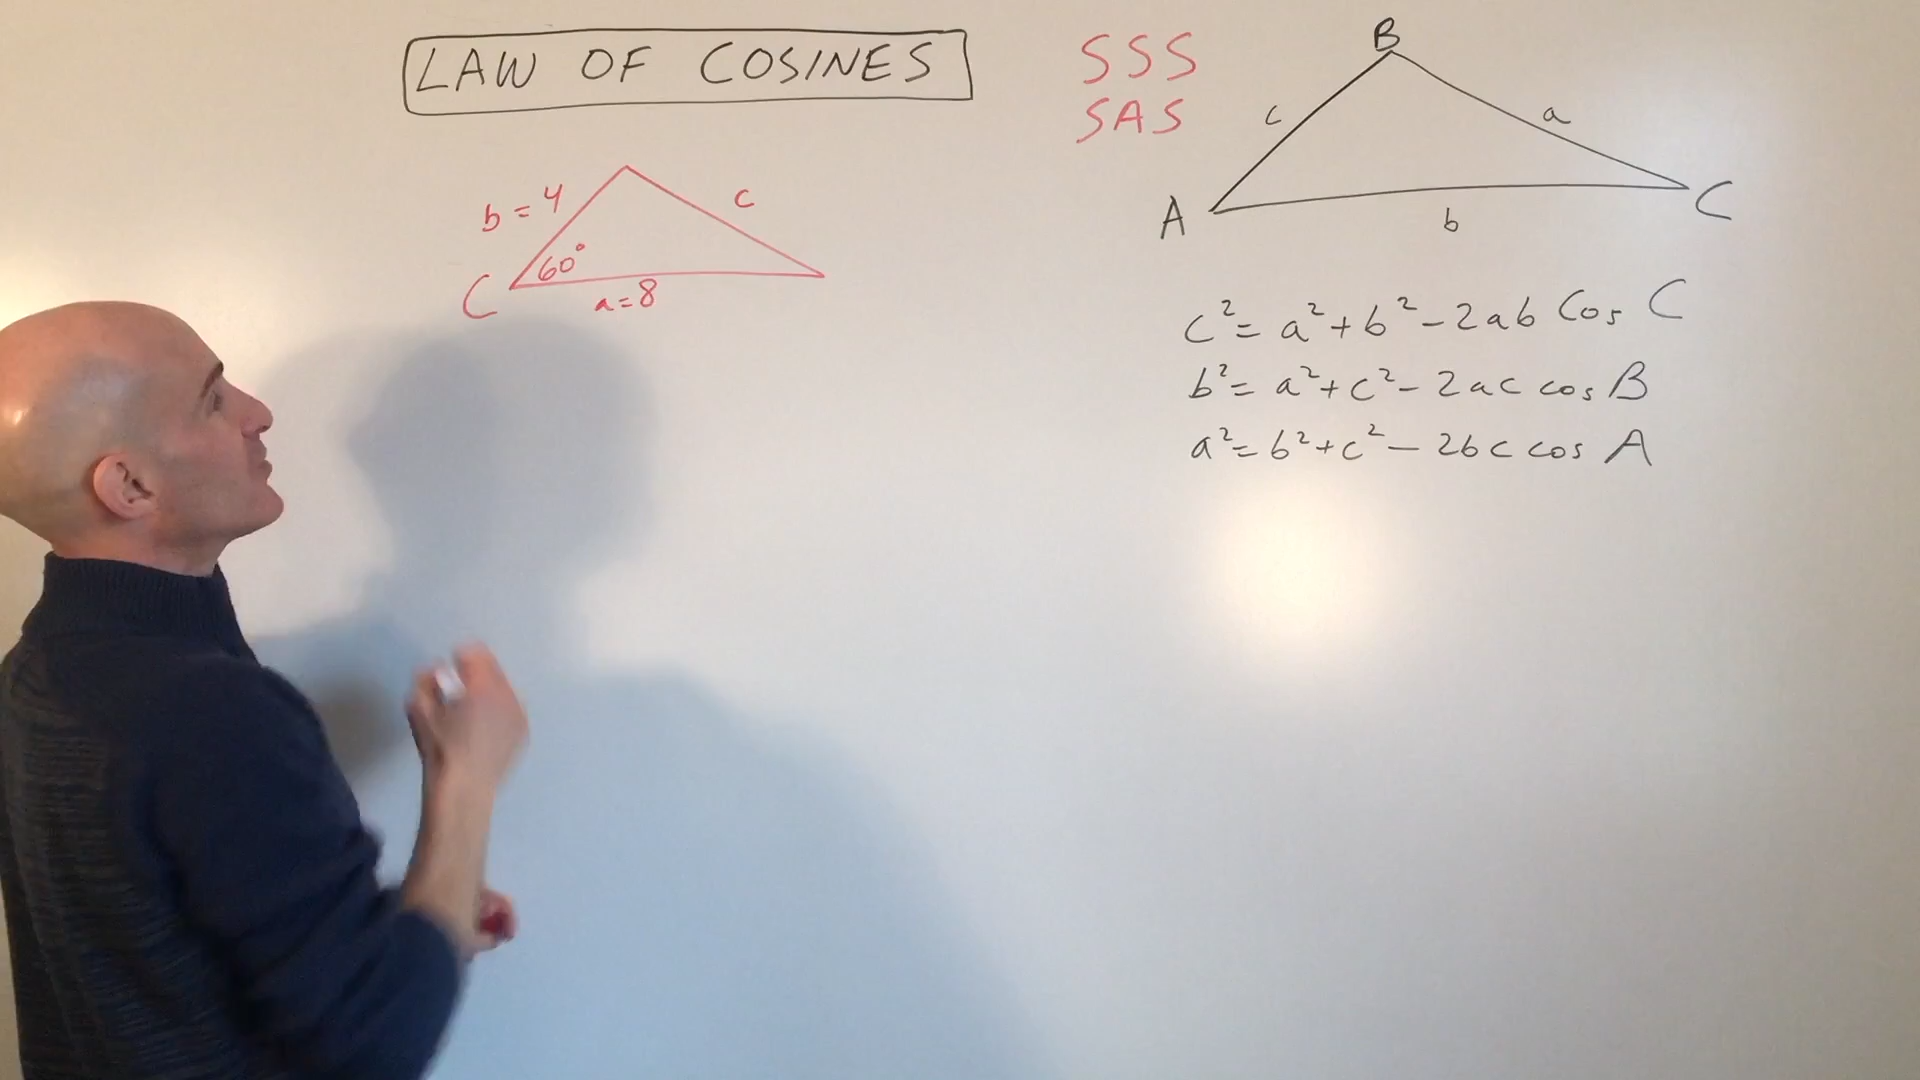 LAW OF COSINES
SSS
SAS
b = 4
c
60°
C
a = 8
B
c
a
A
C
b
c² = a² + b² - 2ab Cos C
b² = a² + c² - 2ac cos B
a² = b² + c² - 2bc cos A